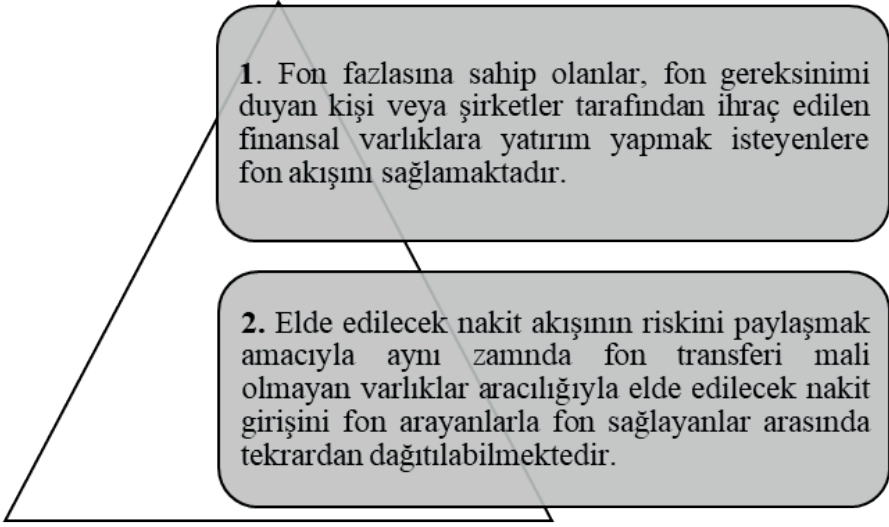 1. Fon fazlasına sahip olanlar, fon gereksinimi
duyan kişi veya şirketler tarafından ihraç edilen
finansal varlıklara yatırım yapmak isteyenlere
fon akışını sağlamaktadır.
2. Elde edilecek nakit akışının riskini paylaşmak
amacıyla aynı zamnda fon transferi mali
olmayan varlıklar aracılığıyla elde edilecek nakit
girişini fon arayanlarla fon sağlayanlar arasında
tekrardan dağıtılabilmektedir.